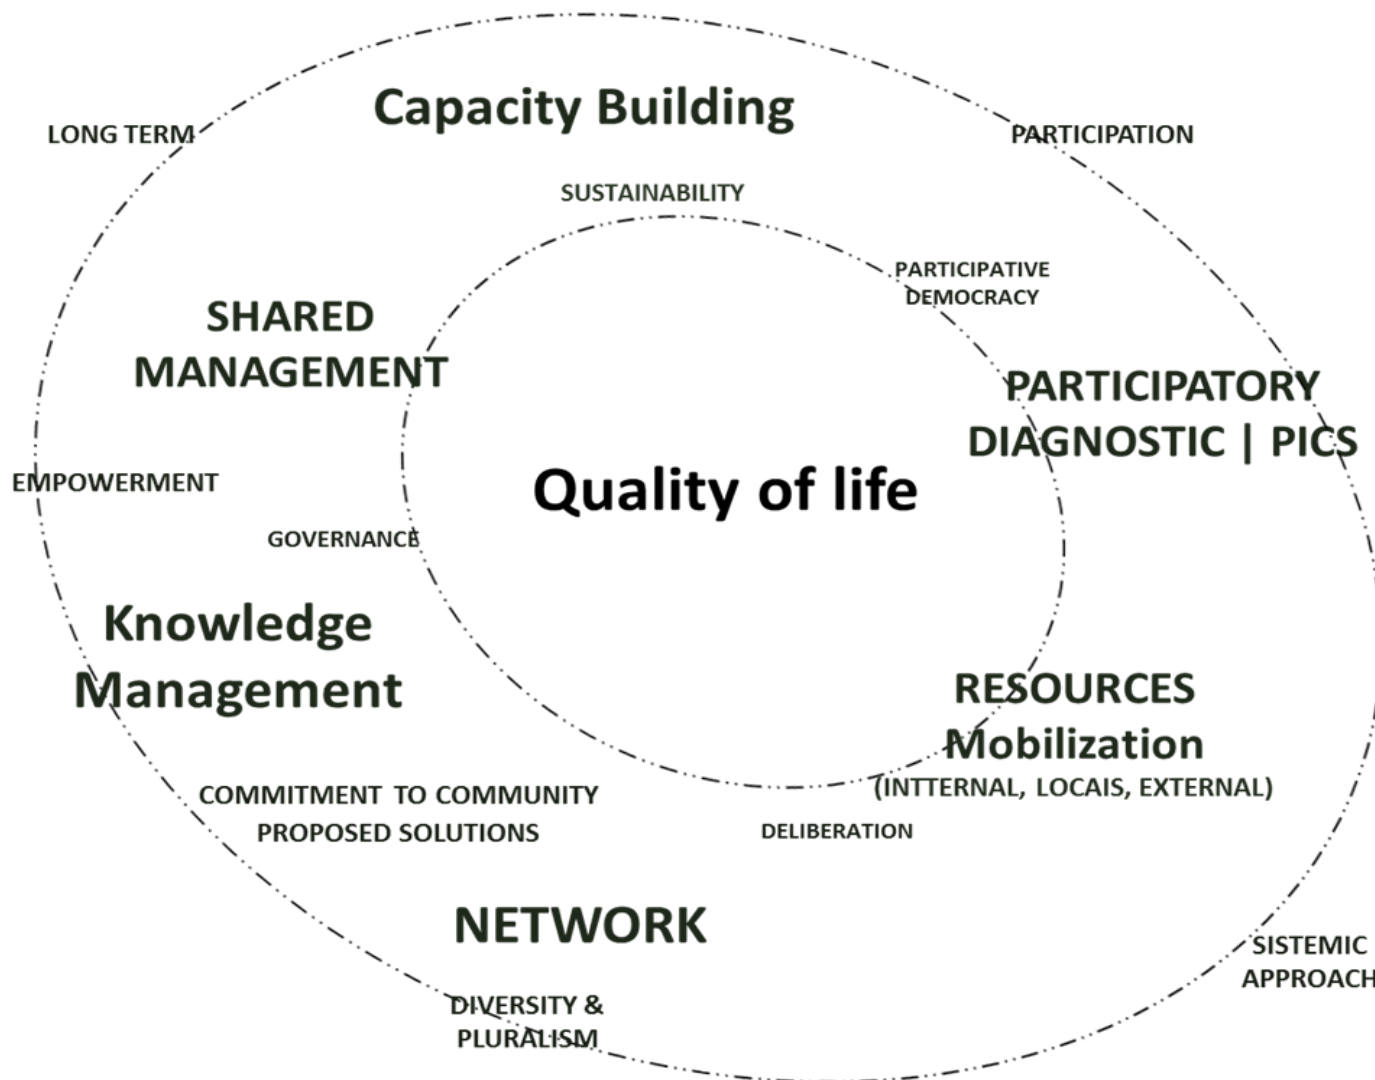 Capacity Building
LONG TERM
PARTICIPATION
SUSTAINABILITY
PARTICIPATIVE
DEMOCRACY
SHARED
MANAGEMENT
PARTICIPATORY
DIAGNOSTIC | PICS
EMPOWERMENT
Quality of life
GOVERNANCE
Knowledge
Management
RESOURCES
Mobilization
(INTTERNAL, LOCAIS, EXTERNAL)
COMMITMENT TO COMMUNITY
PROPOSED SOLUTIONS
DELIBERATION
NETWORK
SISTEMIC
APPROACH
DIVERSITY &
PLURALISM